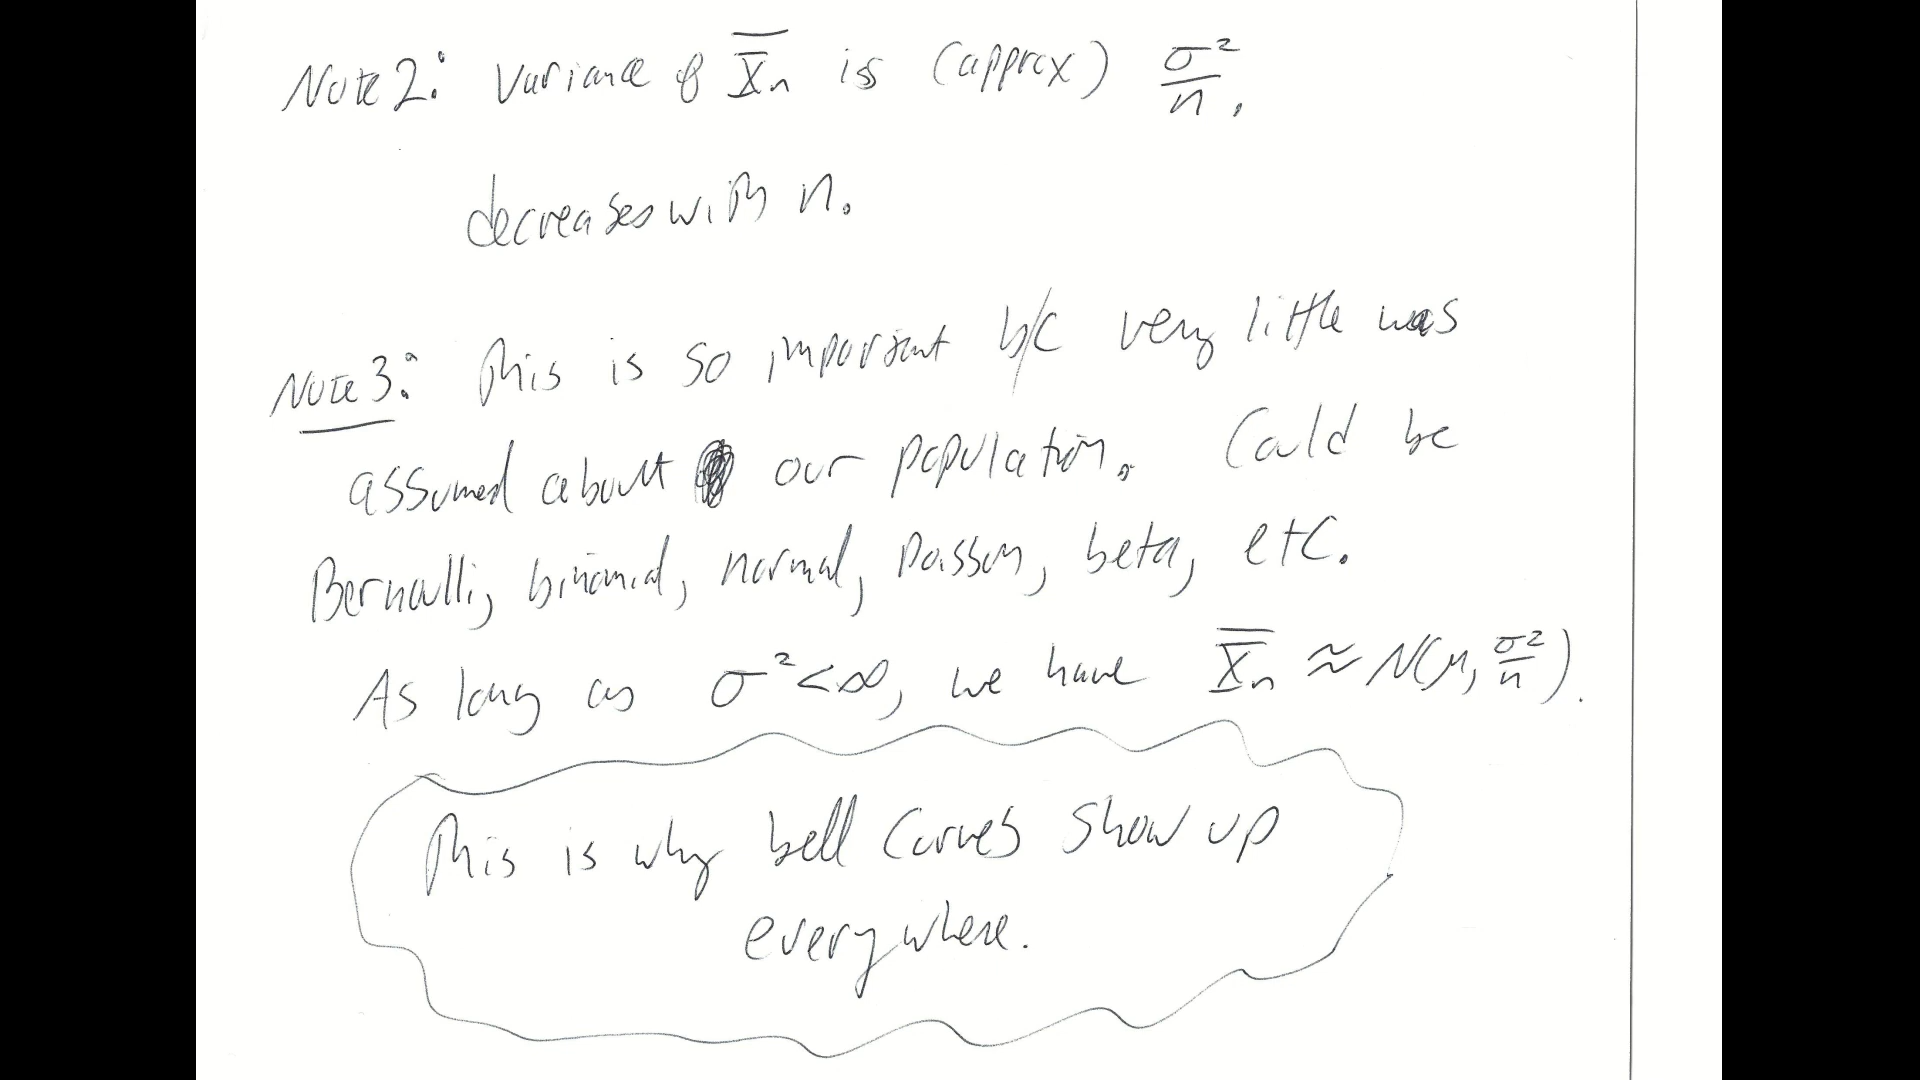 Note 2: Variance of X̄ₙ is (approx) σ²/n.
decreases with n.
Note 3: This is so important b/c very little was
assumed about our population. Could be
Bernoulli, binomial, normal, Poisson, beta, etc.
As long as σ² < ∞, we have X̄ₙ ≈ N(μ, σ²/n).
This is why bell curves show up
everywhere.